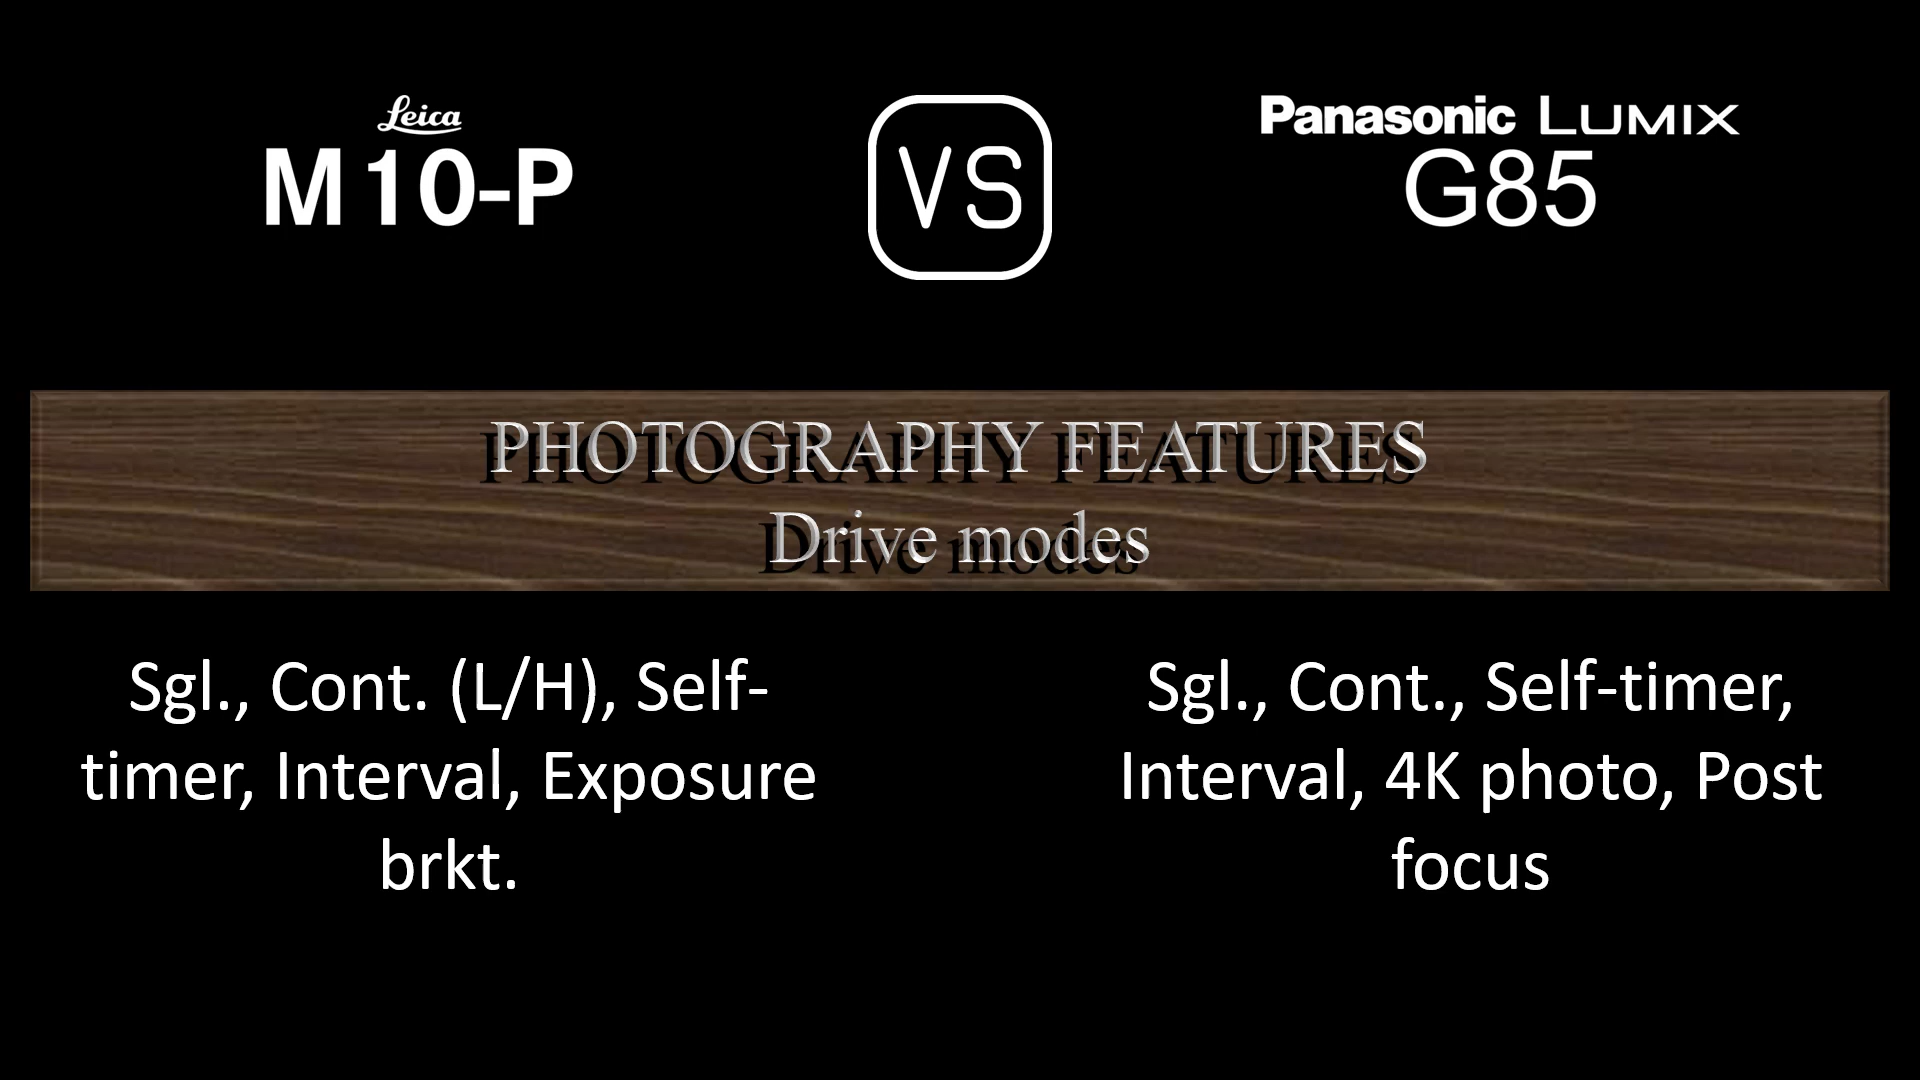 Leica
M10-P
VS
Panasonic LUMIX
G85
PHOTOGRAPHY FEATURES
Drive modes
Sgl., Cont. (L/H), Self-
timer, Interval, Exposure
brkt.
Sgl., Cont., Self-timer,
Interval, 4K photo, Post
focus